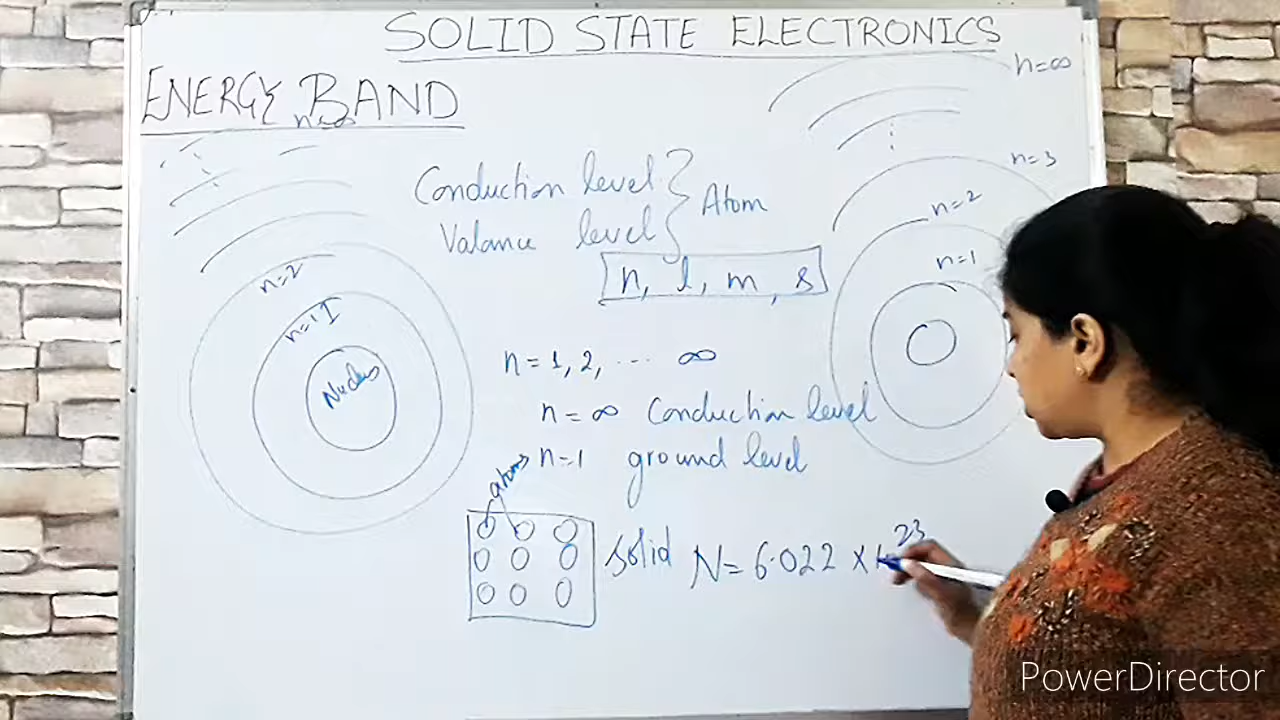 SOLID STATE ELECTRONICS
ENERGY BAND
n=∞
n=∞
n=3
n=2
n=1
Conduction level
Valance level
} Atom
n, l, m, s
n=2
n=1
Nucleus
n = 1, 2, ... ∞
n = ∞ Conduction level
n=1 ground level
atoms
Solid N = 6.022 × 10²³
PowerDirector